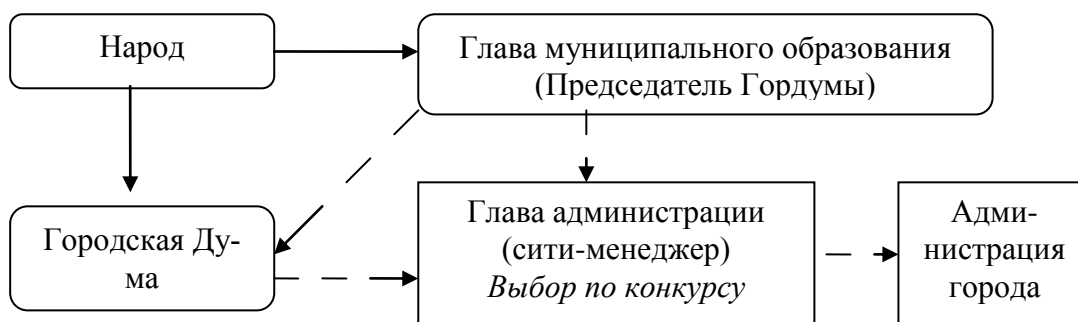 Народ
Глава муниципального образования
(Председатель Гордумы)
Городская Ду-
ма
Глава администрации
(сити-менеджер)
Выбор по конкурсу
Адми-
нистрация
города